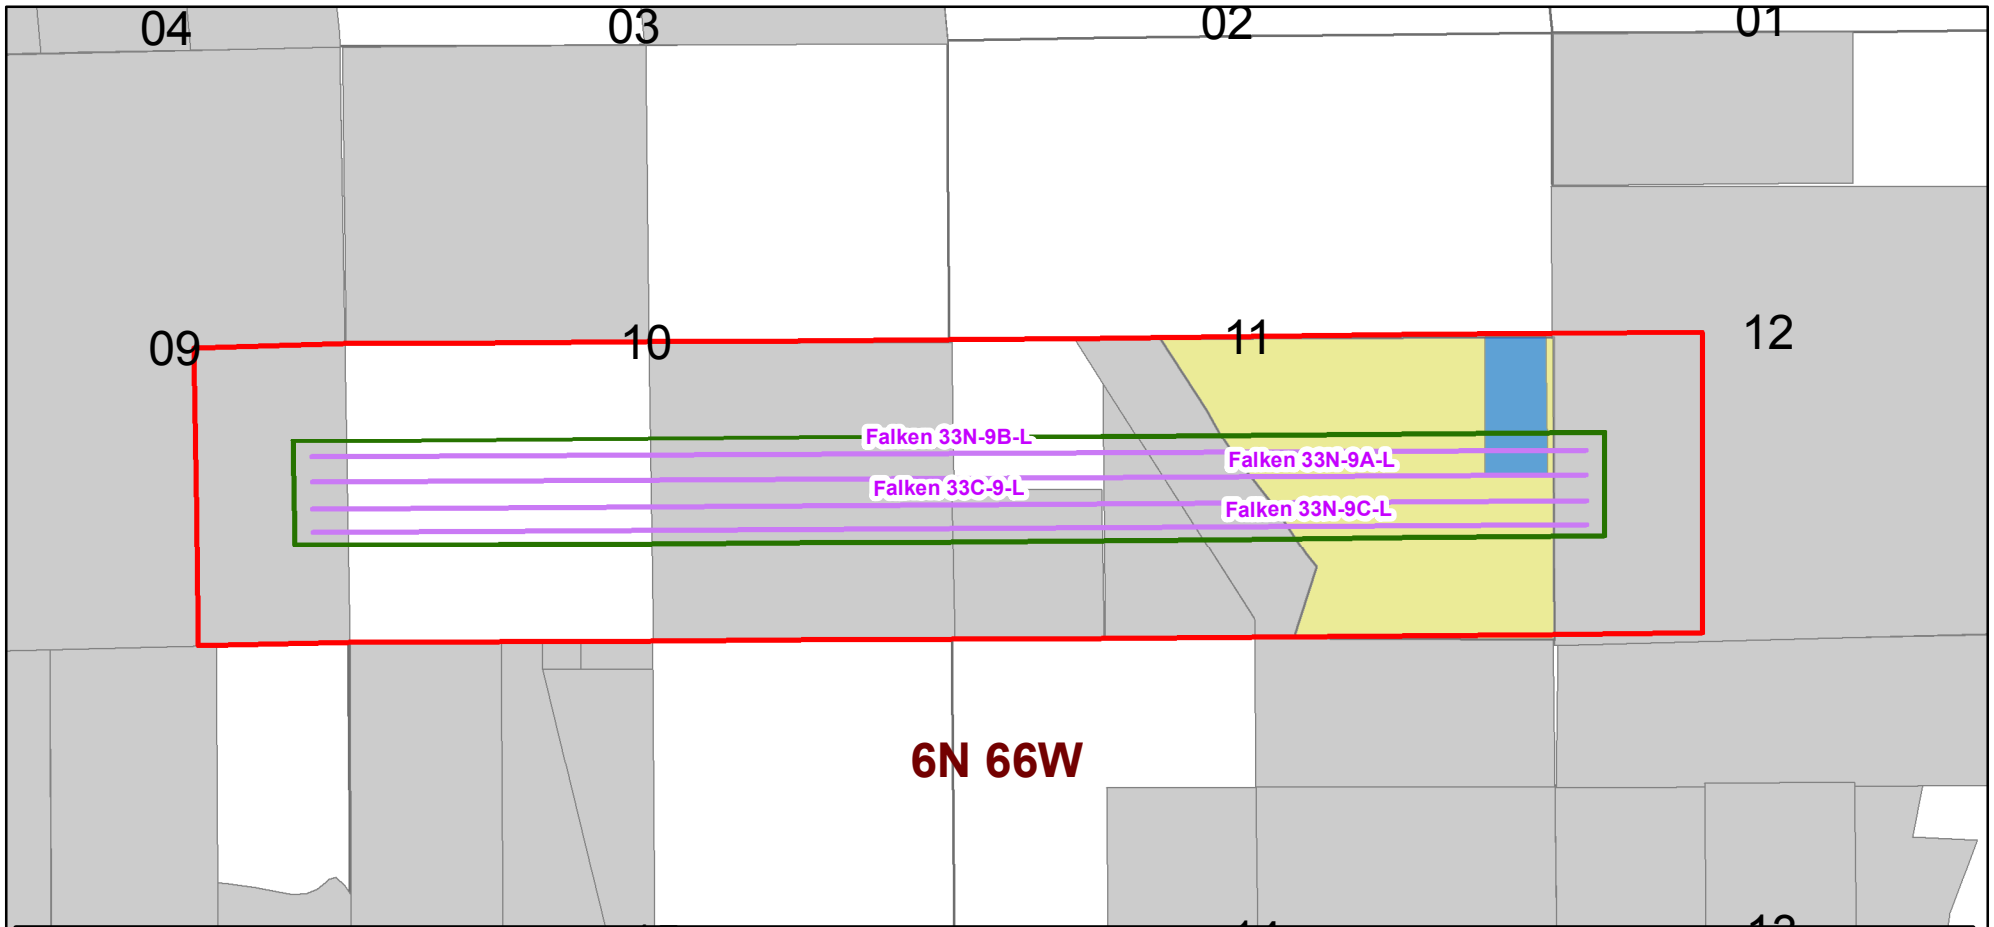 04 03 02 01
09 10 11 12
Falken 33N-9B-L
Falken 33N-9A-L
Falken 33C-9-L
Falken 33N-9C-L
6N 66W